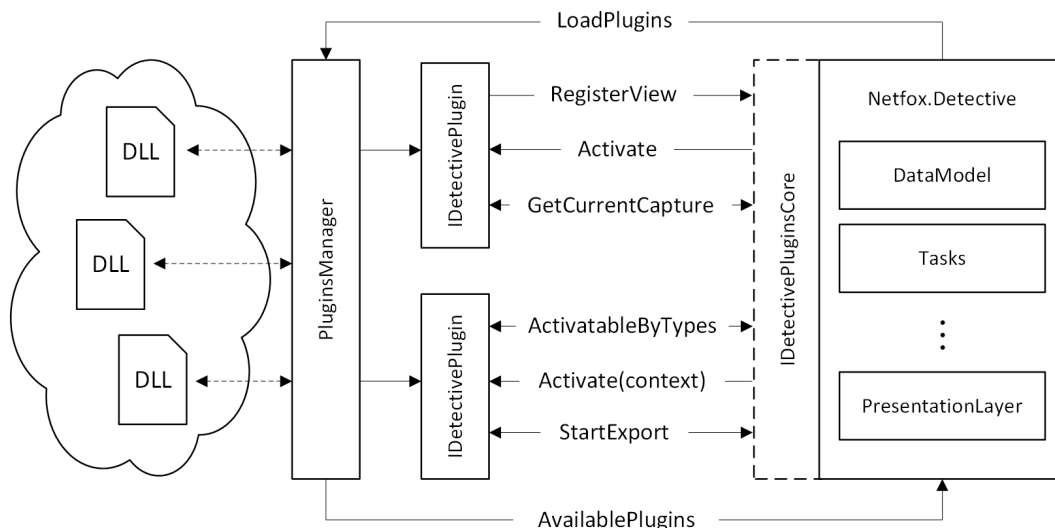 LoadPlugins
DLL
DLL
DLL
PluginsManager
IDetectivePlugin
RegisterView
Activate
GetCurrentCapture
IDetectivePlugin
ActivatableByTypes
Activate(context)
StartExport
IDetectivePluginsCore
Netfox.Detective
DataModel
Tasks
PresentationLayer
AvailablePlugins